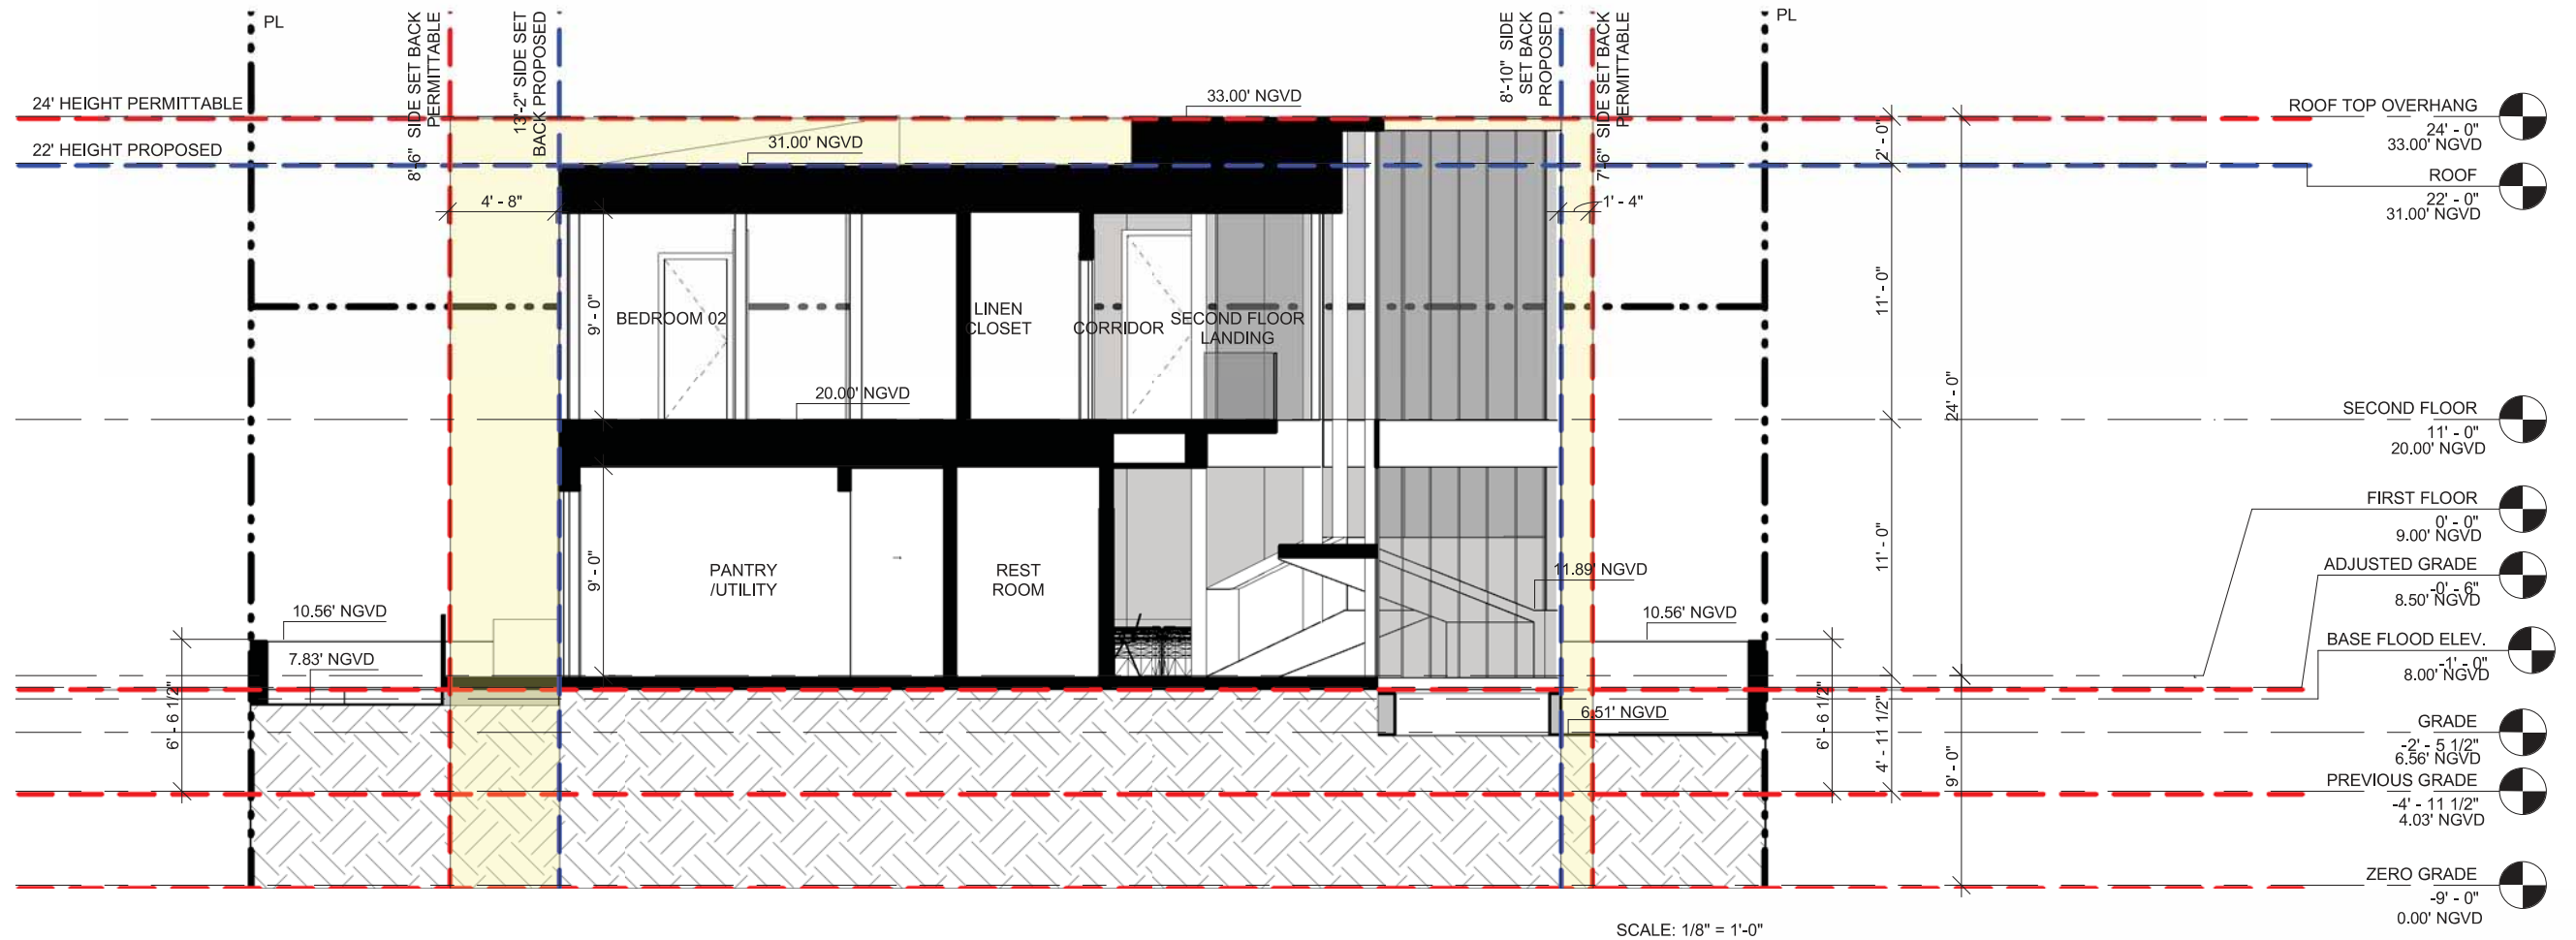 PL
8'-6" SIDE SET BACK
PERMITTABLE
13'-2" SIDE SET
BACK PROPOSED
8'-10" SIDE
SET BACK
PROPOSED
7'-6" SIDE SET BACK
PERMITTABLE
PL
24' HEIGHT PERMITTABLE
22' HEIGHT PROPOSED
33.00' NGVD
31.00' NGVD
4' - 8"
1' - 4"
2' - 0"
9' - 0"
BEDROOM 02
LINEN
CLOSET
CORRIDOR
SECOND FLOOR
LANDING
11' - 0"
20.00' NGVD
24' - 0"
9' - 0"
PANTRY
/UTILITY
REST
ROOM
11.89' NGVD
11' - 0"
10.56' NGVD
7.83' NGVD
10.56' NGVD
6.51' NGVD
6' - 6 1/2"
6' - 6 1/2"
4' - 11 1/2"
9' - 0"
ROOF TOP OVERHANG
24' - 0"
33.00' NGVD
ROOF
22' - 0"
31.00' NGVD
SECOND FLOOR
11' - 0"
20.00' NGVD
FIRST FLOOR
0' - 0"
9.00' NGVD
ADJUSTED GRADE
-0' - 6"
8.50' NGVD
BASE FLOOD ELEV.
-1' - 0"
8.00' NGVD
GRADE
-2' - 5 1/2"
6.56' NGVD
PREVIOUS GRADE
-4' - 11 1/2"
4.03' NGVD
ZERO GRADE
-9' - 0"
0.00' NGVD
SCALE: 1/8" = 1'-0"